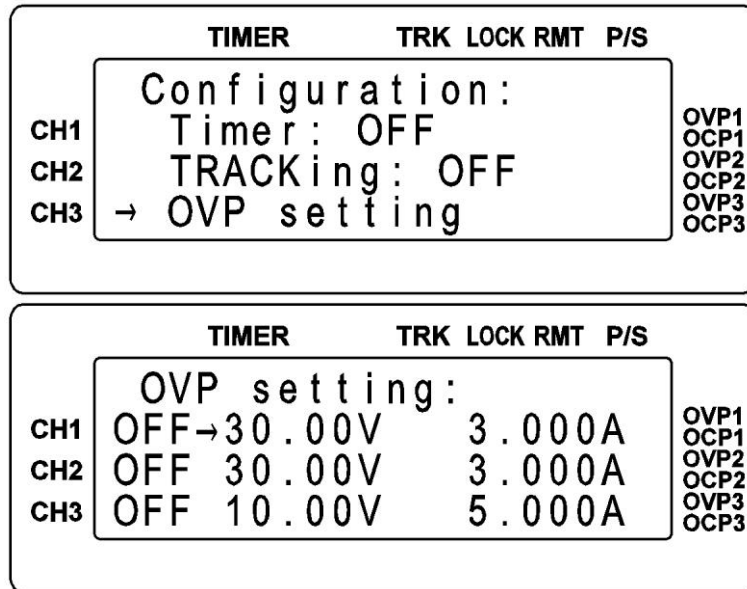 TIMER TRK LOCK RMT P/S
Configuration:
CH1 Timer: OFF OVP1 OCP1
CH2 TRACKing: OFF OVP2 OCP2
CH3 → OVP setting OVP3 OCP3
TIMER TRK LOCK RMT P/S
OVP setting:
CH1 OFF→30.00V 3.000A OVP1 OCP1
CH2 OFF 30.00V 3.000A OVP2 OCP2
CH3 OFF 10.00V 5.000A OVP3 OCP3